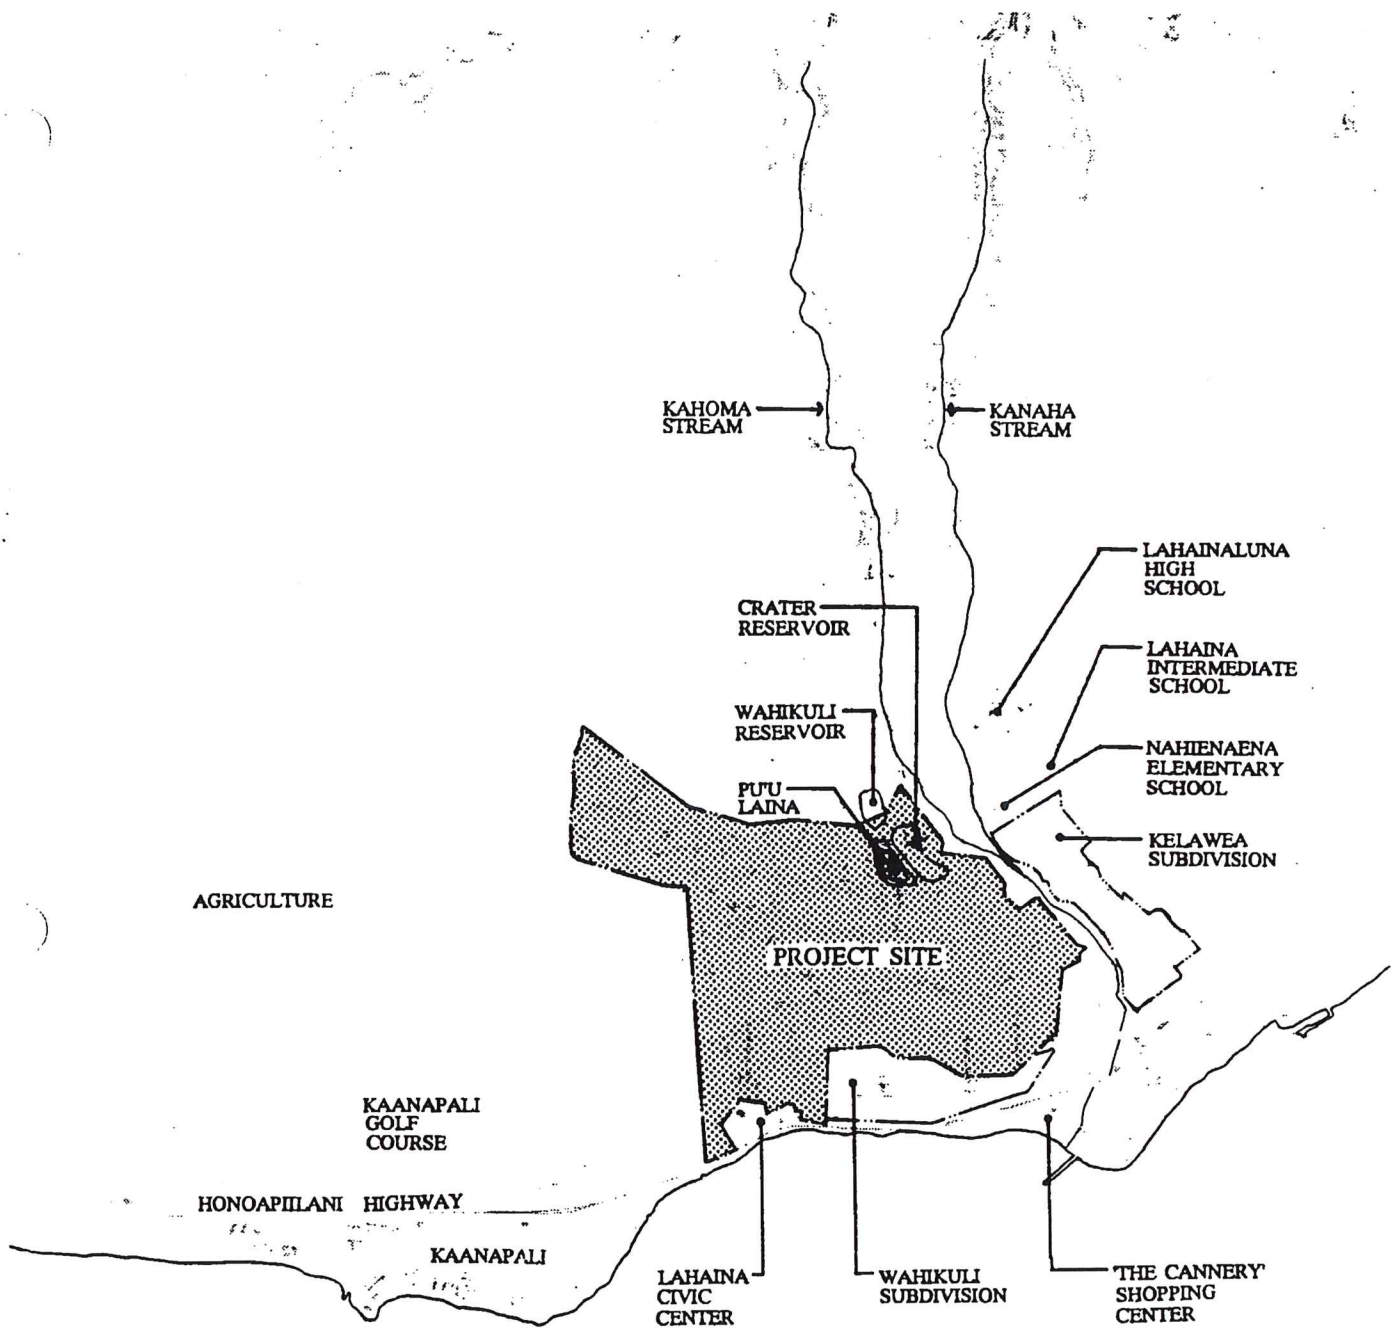 KAHOMA
STREAM
KANAHA
STREAM
LAHAINALUNA
HIGH
SCHOOL
CRATER
RESERVOIR
LAHAINA
INTERMEDIATE
SCHOOL
WAHIKULI
RESERVOIR
NAHIENAENA
ELEMENTARY
SCHOOL
PU'U
LAINA
KELAWEA
SUBDIVISION
AGRICULTURE
PROJECT SITE
KAANAPALI
GOLF
COURSE
HONOAPIILANI HIGHWAY
KAANAPALI
LAHAINA
CIVIC
CENTER
WAHIKULI
SUBDIVISION
'THE CANNERY'
SHOPPING
CENTER